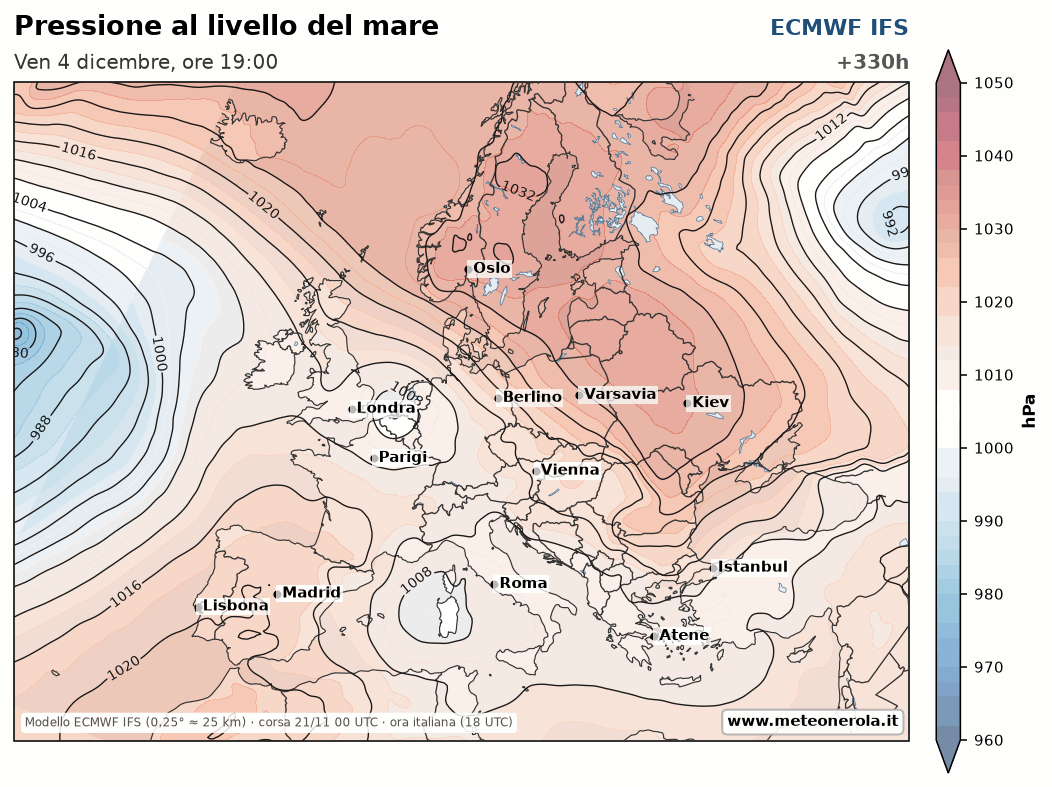 Pressione al livello del mare
ECMWF IFS
Ven 4 dicembre, ore 19:00
+330h
1050
1012
1016
1040
1032
1004
1020
992
1030
996
Oslo
1020
1000
1010
1008
Londra
Berlino
Varsavia
Kiev
hPa
988
Parigi
Vienna
1000
990
1008
Istanbul
1016
Madrid
Roma
980
Lisbona
Atene
1020
970
Modello ECMWF IFS (0,25° ≈ 25 km) · corsa 21/11 00 UTC · ora italiana (18 UTC)
www.meteonerola.it
960